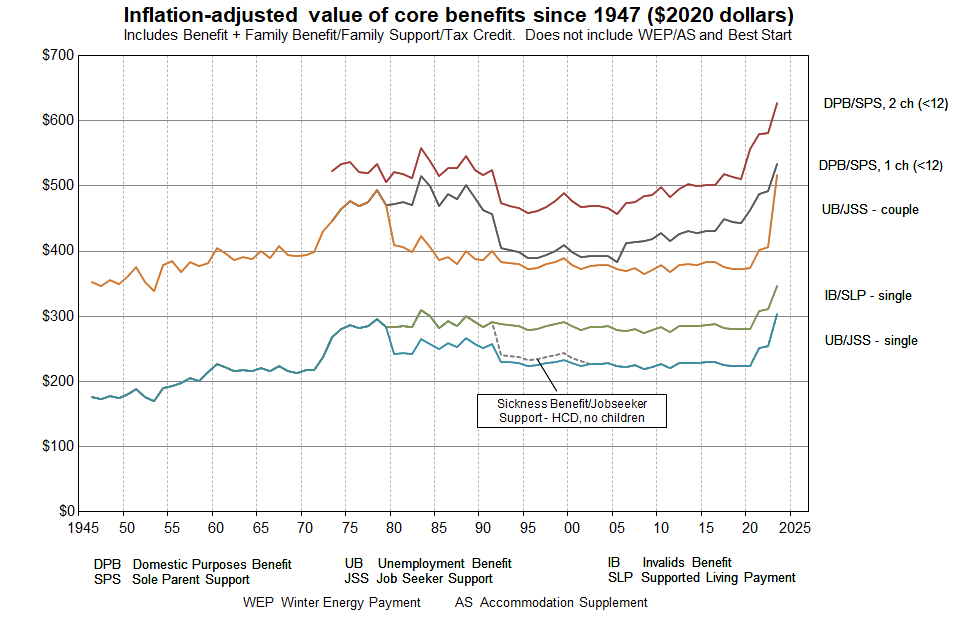 Inflation-adjusted value of core benefits since 1947 ($2020 dollars)
Includes Benefit + Family Benefit/Family Support/Tax Credit. Does not include WEP/AS and Best Start
$700
$600
$500
$400
$300
$200
$100
$0
DPB/SPS, 2 ch (<12)
DPB/SPS, 1 ch (<12)
UB/JSS - couple
IB/SLP - single
UB/JSS - single
Sickness Benefit/Jobseeker
Support - HCD, no children
1945 50 55 60 65 70 75 80 85 90 95 00 05 10 15 20 2025
DPB Domestic Purposes Benefit
SPS Sole Parent Support
UB Unemployment Benefit
JSS Job Seeker Support
IB Invalids Benefit
SLP Supported Living Payment
WEP Winter Energy Payment AS Accommodation Supplement